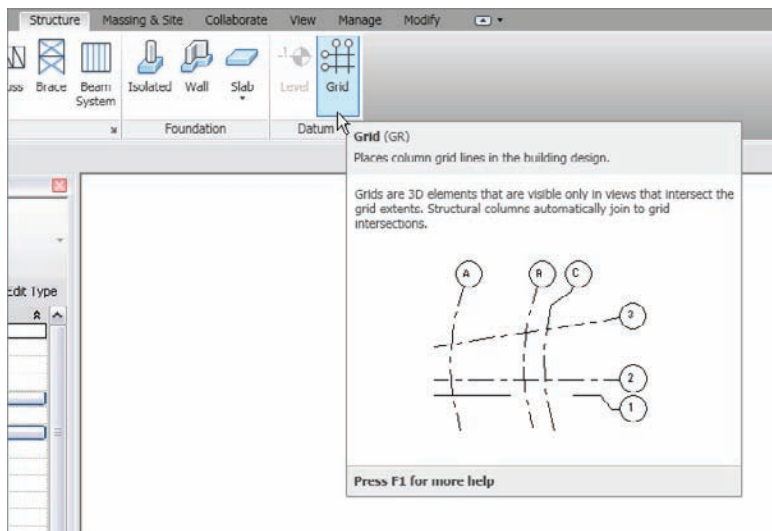 Structure Massing & Site Collaborate View Manage Modify
uss Brace Beam System Isolated Wall Slab Level Grid
Foundation Datum
Grid (GR)
Places column grid lines in the building design.
Grids are 3D elements that are visible only in views that intersect the
grid extents. Structural columns automatically join to grid
intersections.
A B C
3
2
1
Press F1 for more help
Edit Type